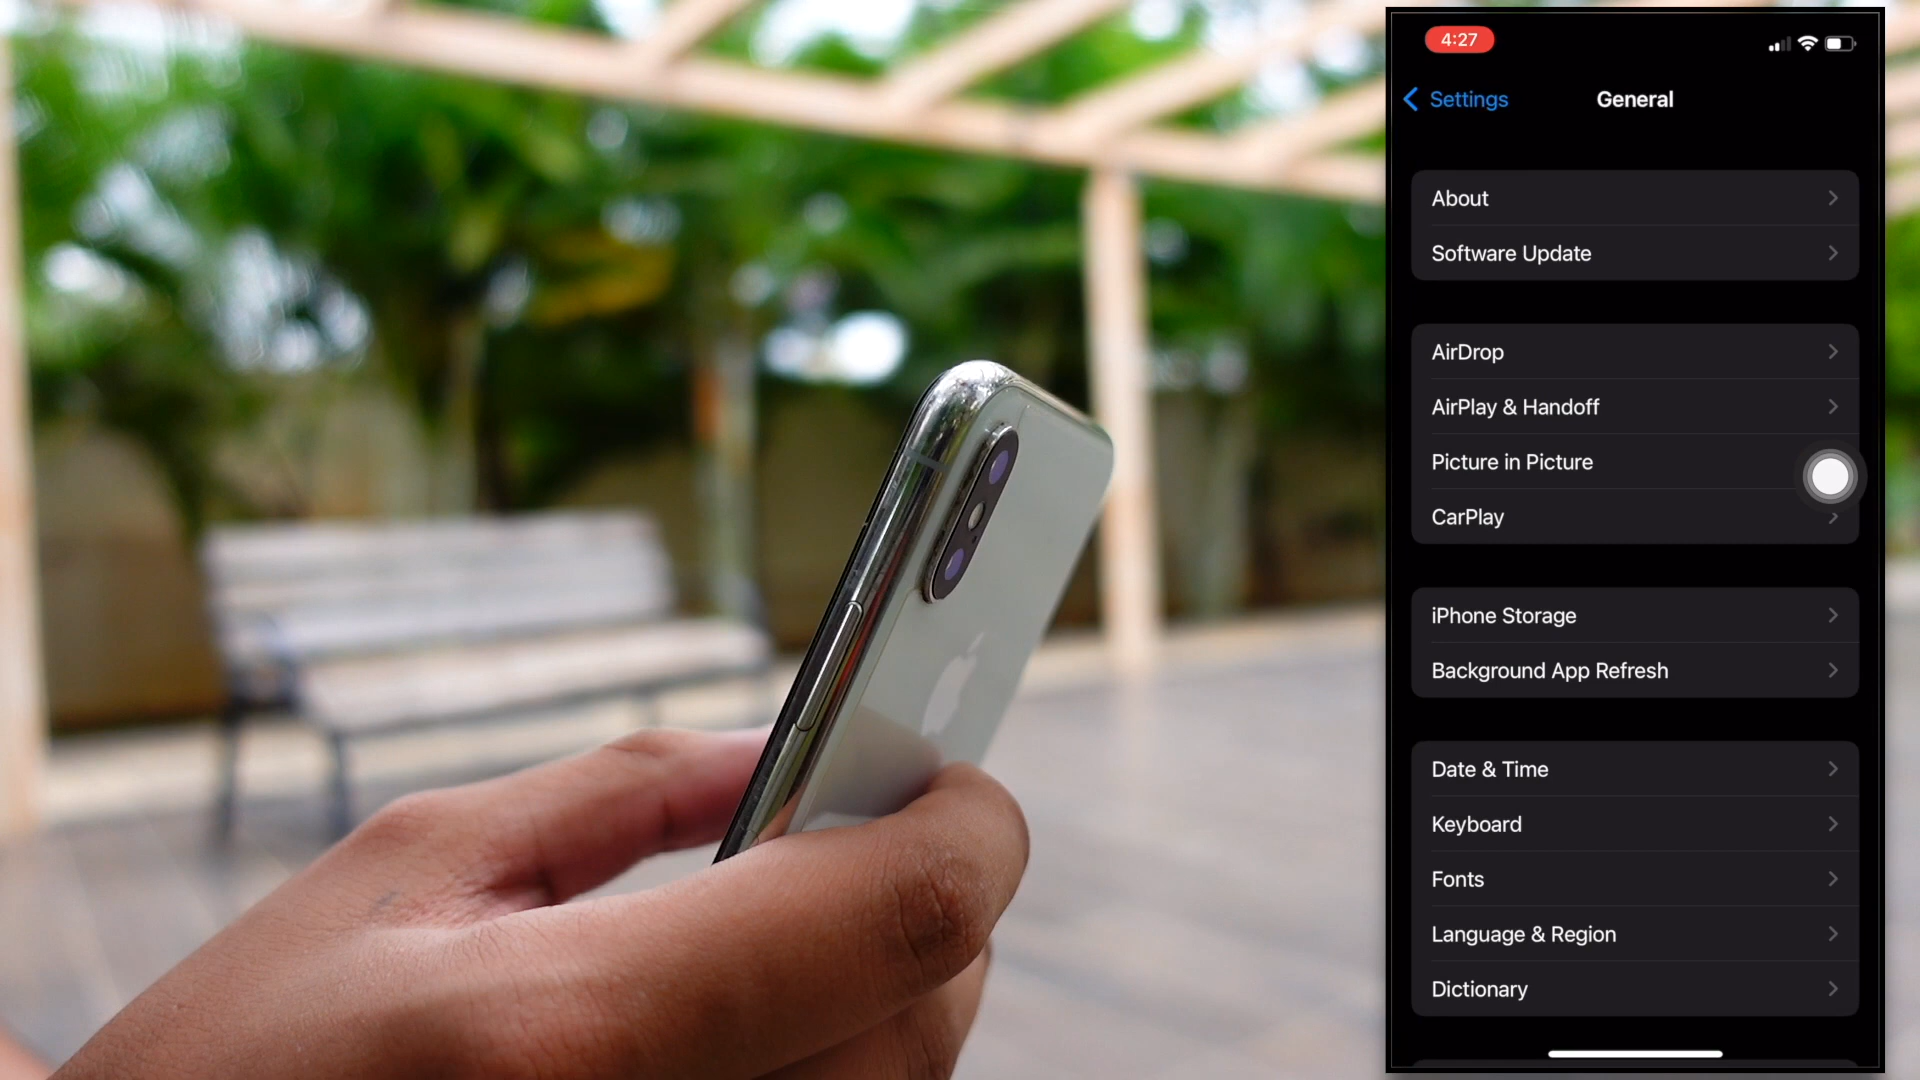 4:27
Settings
General
About
Software Update
AirDrop
AirPlay & Handoff
Picture in Picture
CarPlay
iPhone Storage
Background App Refresh
Date & Time
Keyboard
Fonts
Language & Region
Dictionary